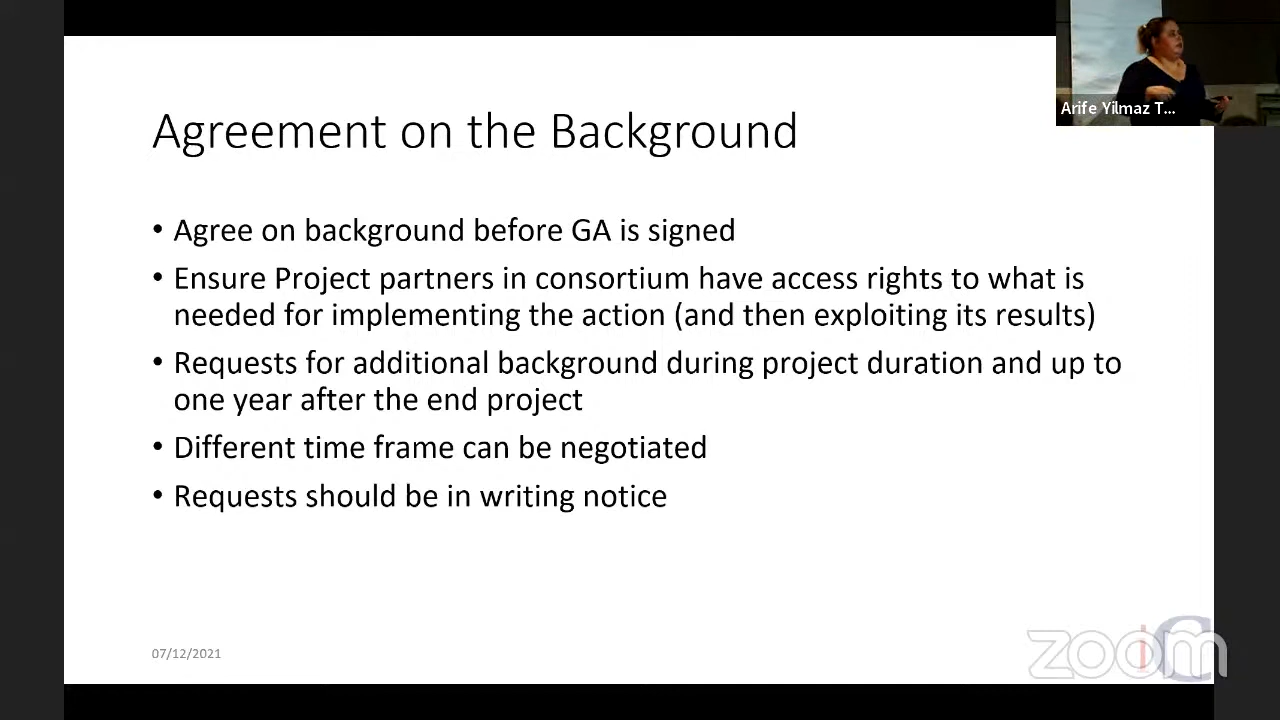 Arife Yilmaz T...
Agreement on the Background
• Agree on background before GA is signed
• Ensure Project partners in consortium have access rights to what is
needed for implementing the action (and then exploiting its results)
• Requests for additional background during project duration and up to
one year after the end project
• Different time frame can be negotiated
• Requests should be in writing notice
07/12/2021
zoom